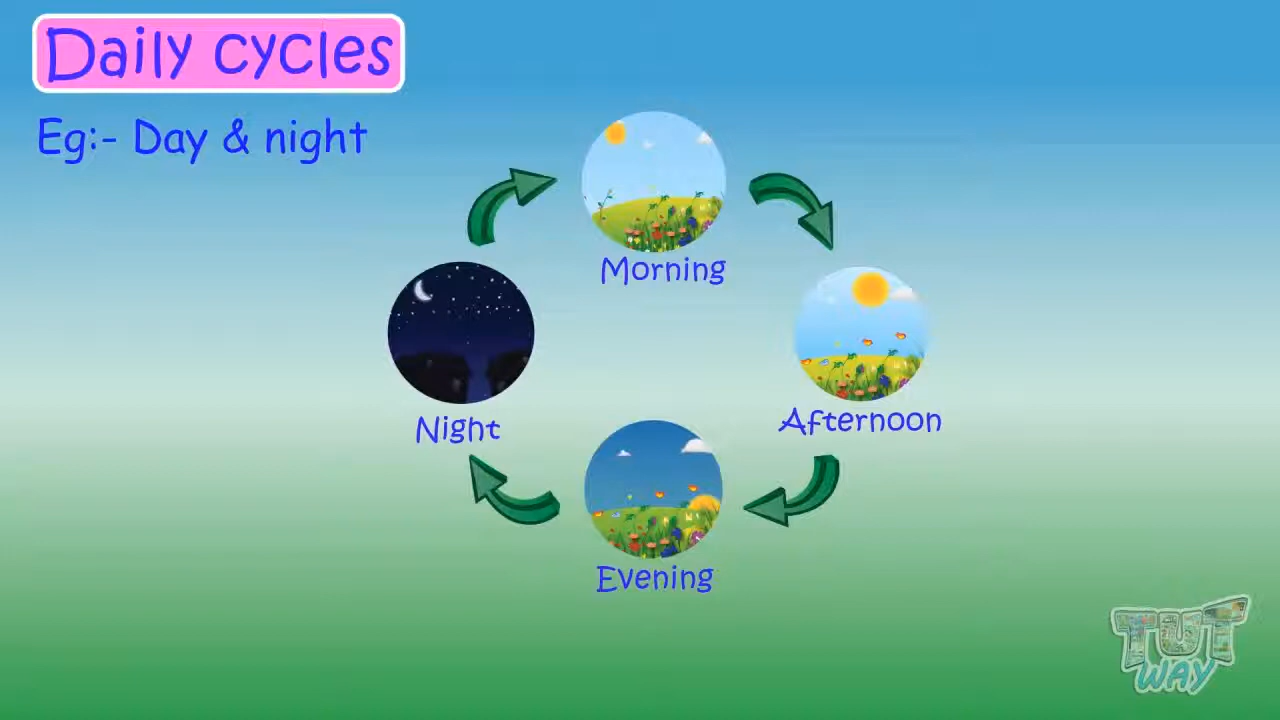 Daily cycles
Eg:- Day & night
Morning
Afternoon
Night
Evening
TUT
WAY